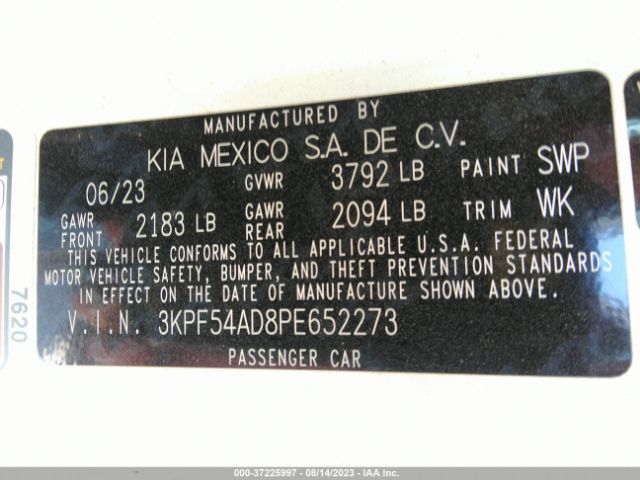 MANUFACTURED BY
KIA MEXICO S.A. DE C.V.
06/23 GVWR 3792 LB PAINT SWP
GAWR FRONT 2183 LB GAWR REAR 2094 LB TRIM WK
THIS VEHICLE CONFORMS TO ALL APPLICABLE U.S.A. FEDERAL
MOTOR VEHICLE SAFETY, BUMPER, AND THEFT PREVENTION STANDARDS
IN EFFECT ON THE DATE OF MANUFACTURE SHOWN ABOVE.
V.I.N. 3KPF54AD8PE652273
PASSENGER CAR
7620
000-37225997 - 08/14/2023 - IAA Inc.